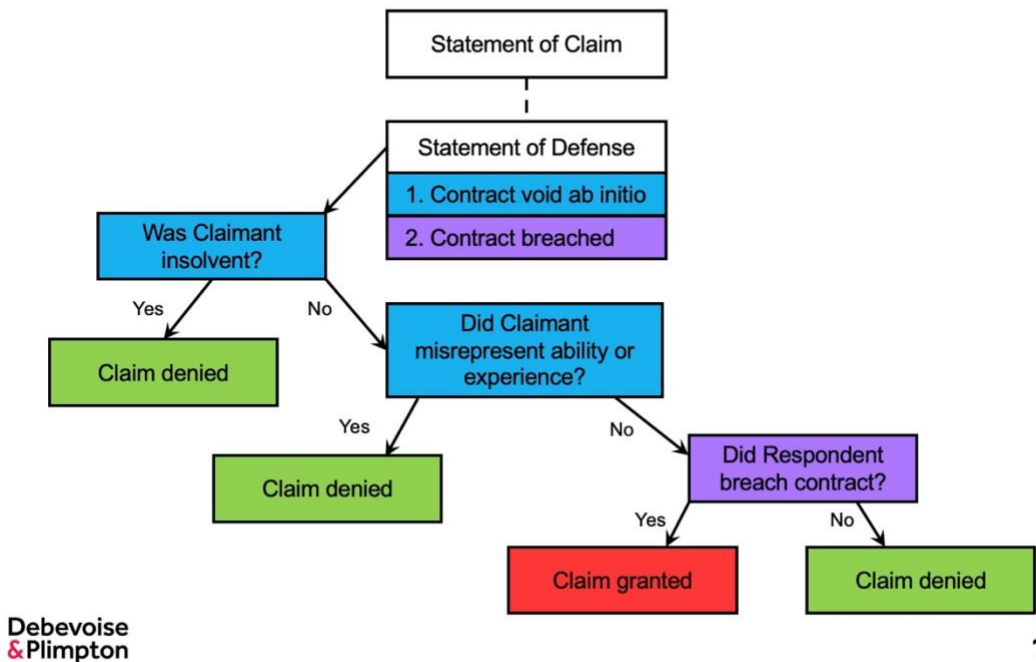 Statement of Claim
Statement of Defense
1. Contract void ab initio
2. Contract breached
Was Claimant
insolvent?
Yes
No
Claim denied
Did Claimant
misrepresent ability or
experience?
Yes
No
Claim denied
Did Respondent
breach contract?
Yes
No
Claim granted
Claim denied
Debevoise
&Plimpton